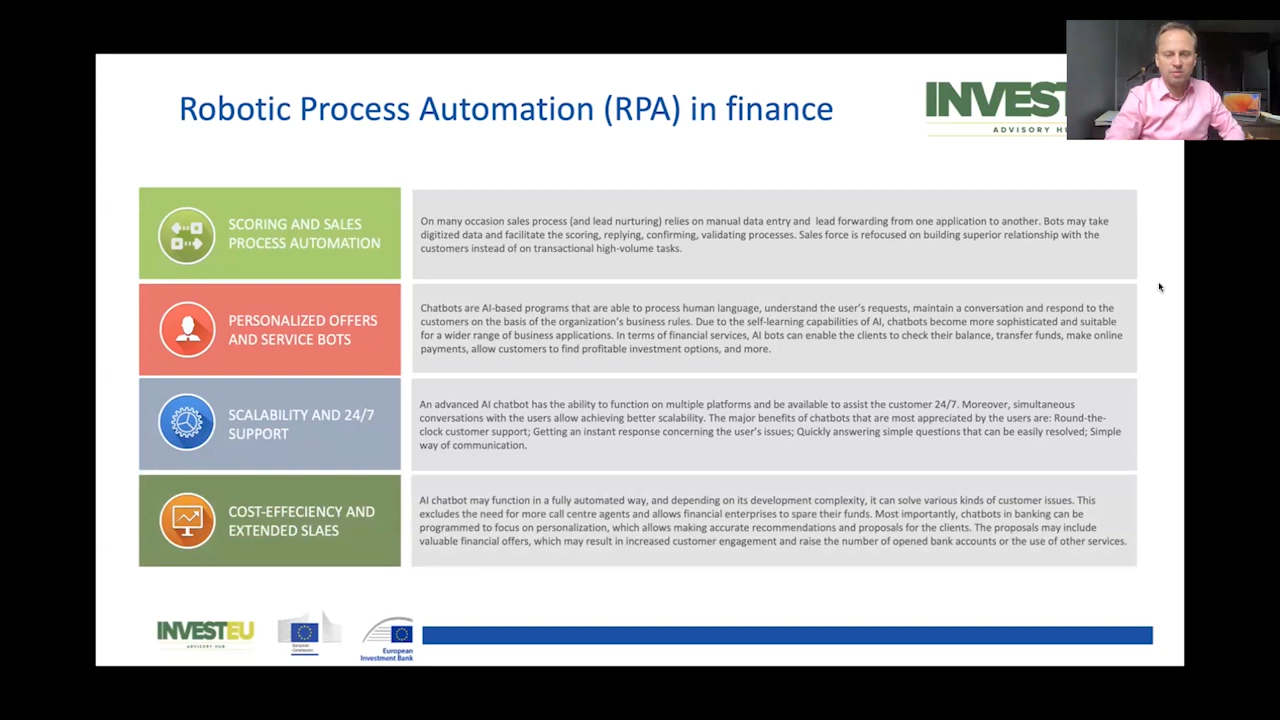 Robotic Process Automation (RPA) in finance
INVEST
ADVISORY HU
SCORING AND SALES
PROCESS AUTOMATION
On many occasion sales process (and lead nurturing) relies on manual data entry and lead forwarding from one application to another. Bots may take
digitized data and facilitate the scoring, replying, confirming, validating processes. Sales force is refocused on building superior relationship with the
customers instead of on transactional high-volume tasks.
PERSONALIZED OFFERS
AND SERVICE BOTS
Chatbots are AI-based programs that are able to process human language, understand the user's requests, maintain a conversation and respond to the
customers on the basis of the organization's business rules. Due to the self-learning capabilities of AI, chatbots become more sophisticated and suitable
for a wider range of business applications. In terms of financial services, AI bots can enable the clients to check their balance, transfer funds, make online
payments, allow customers to find profitable investment options, and more.
SCALABILITY AND 24/7
SUPPORT
An advanced AI chatbot has the ability to function on multiple platforms and be available to assist the customer 24/7. Moreover, simultaneous
conversations with the users allow achieving better scalability. The major benefits of chatbots that are most appreciated by the users are: Round-the-
clock customer support; Getting an instant response concerning the user's issues; Quickly answering simple questions that can be easily resolved; Simple
way of communication.
COST-EFFECIENCY AND
EXTENDED SLAES
AI chatbot may function in a fully automated way, and depending on its development complexity, it can solve various kinds of customer issues. This
excludes the need for more call centre agents and allows financial enterprises to spare their funds. Most importantly, chatbots in banking can be
programmed to focus on personalization, which allows making accurate recommendations and proposals for the clients. The proposals may include
valuable financial offers, which may result in increased customer engagement and raise the number of opened bank accounts or the use of other services.
INVESTEU
ADVISORY HUB
European
Commission
European
Investment Bank